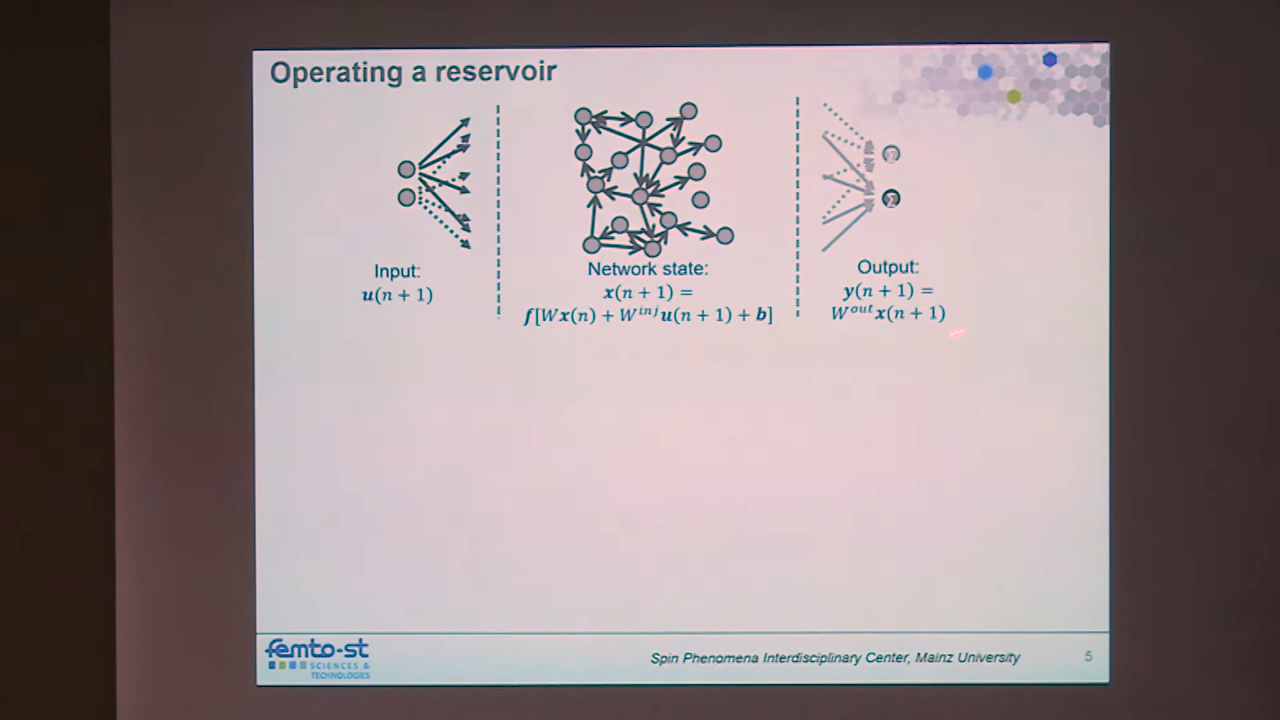 Operating a reservoir
Σ
Σ
Input:
u(n + 1)
Network state:
x(n + 1) =
f[Wx(n) + W^{inj}u(n + 1) + b]
Output:
y(n + 1) =
W^{out}x(n + 1)
femto-st
SCIENCES &
TECHNOLOGIES
Spin Phenomena Interdisciplinary Center, Mainz University
5